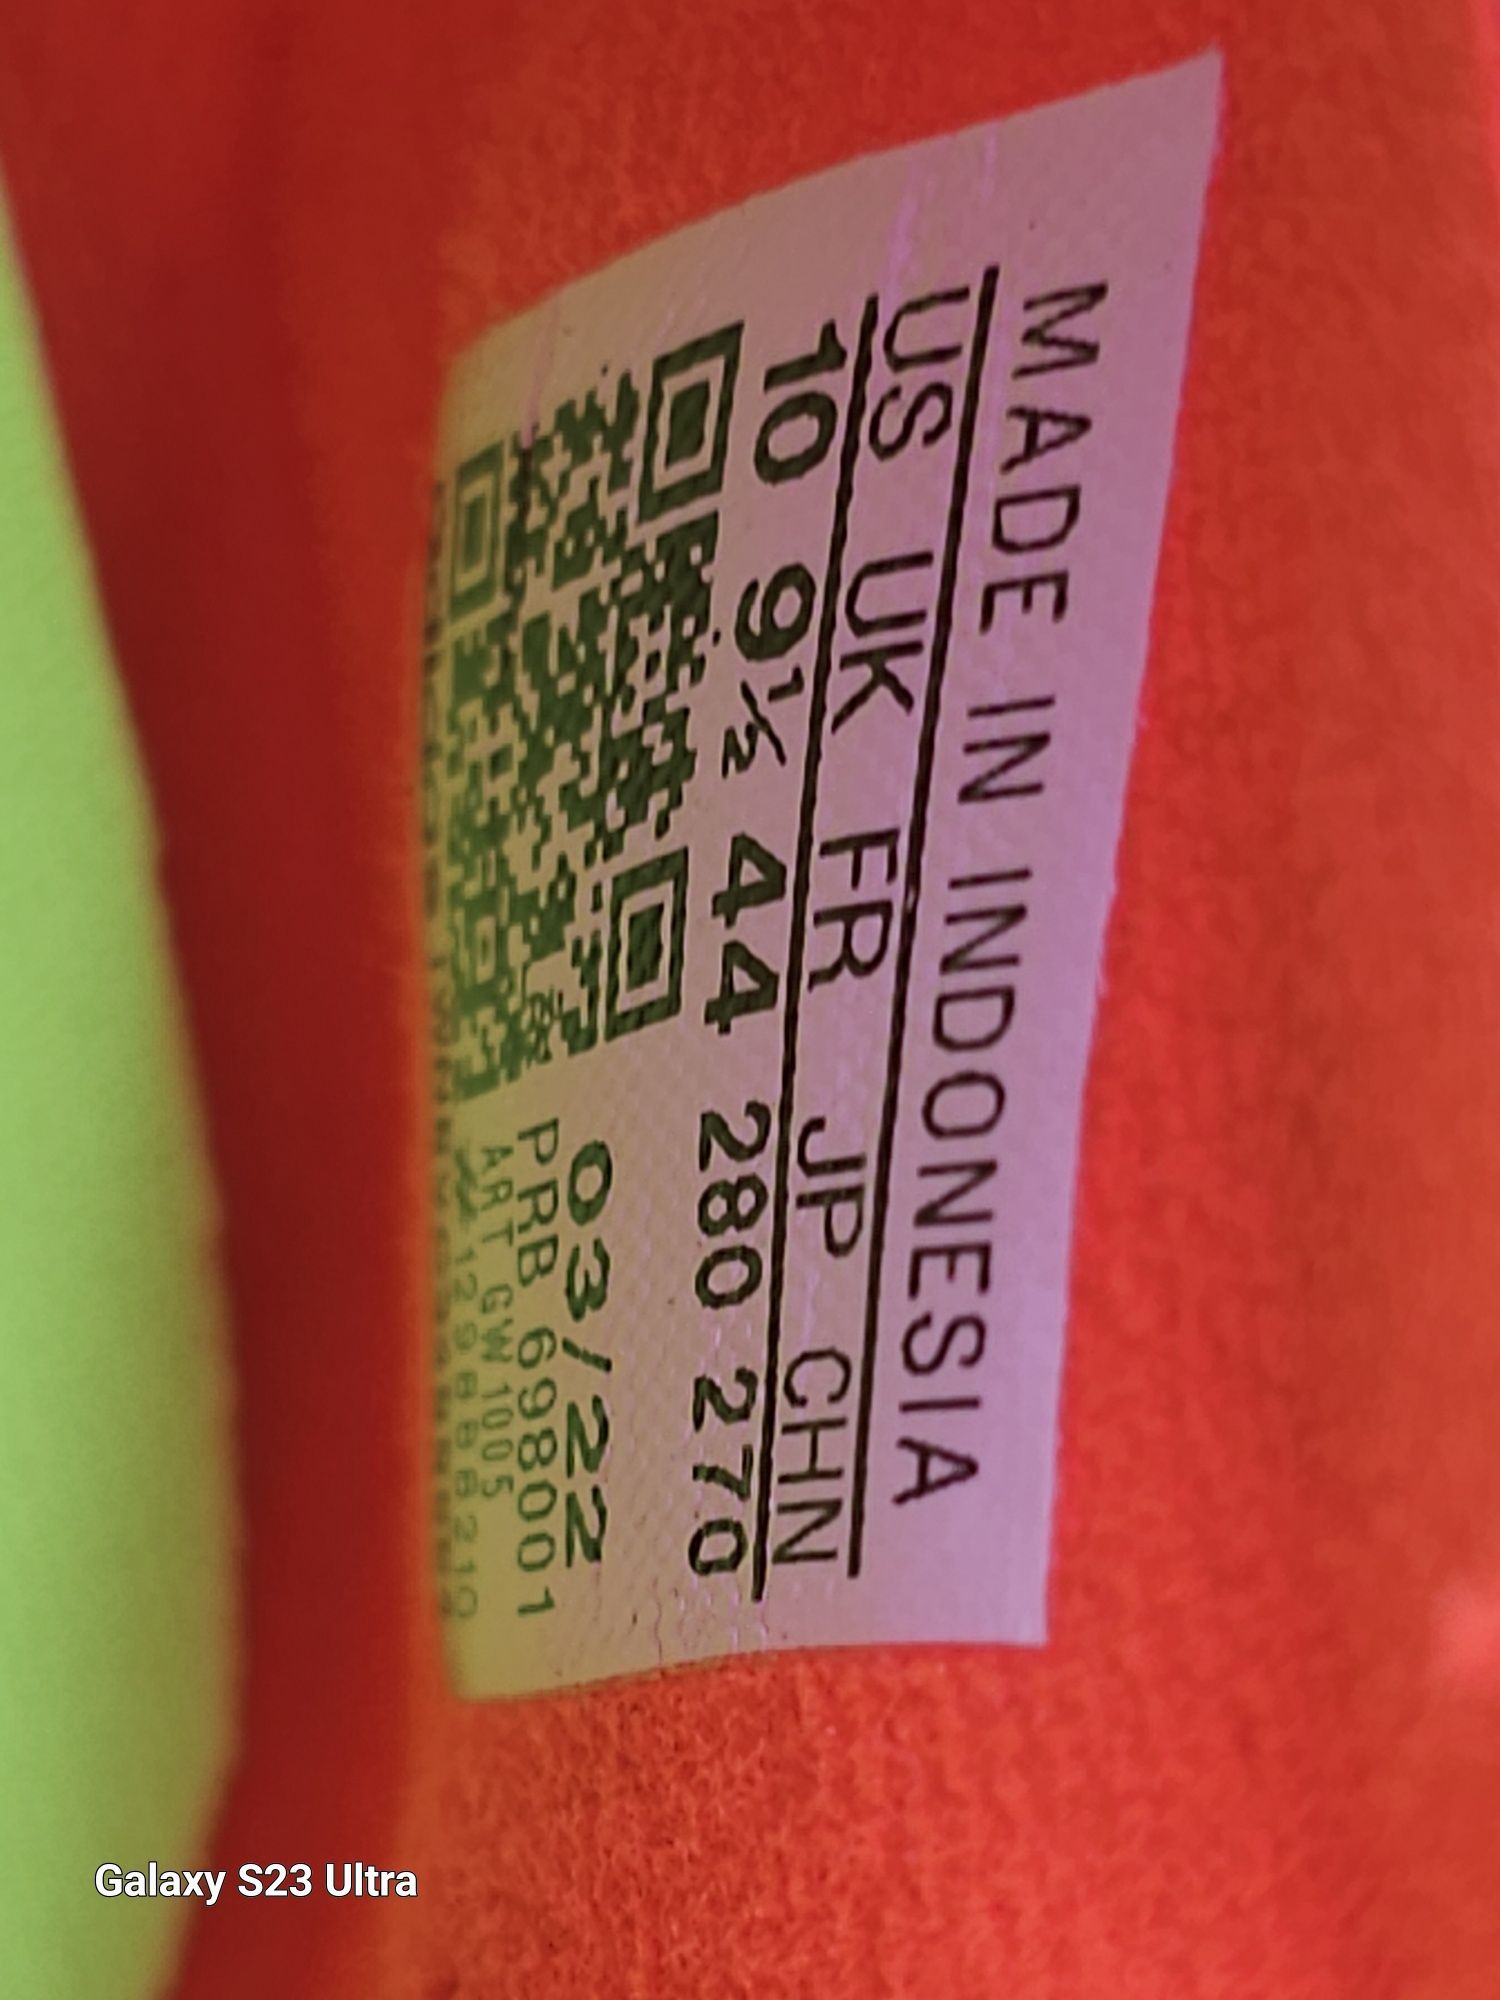 MADE IN INDONESIA
US UK FR JP CHN
10 9½ 44 280 270
03/22
PRB 698001
ART GW1005
Galaxy S23 Ultra